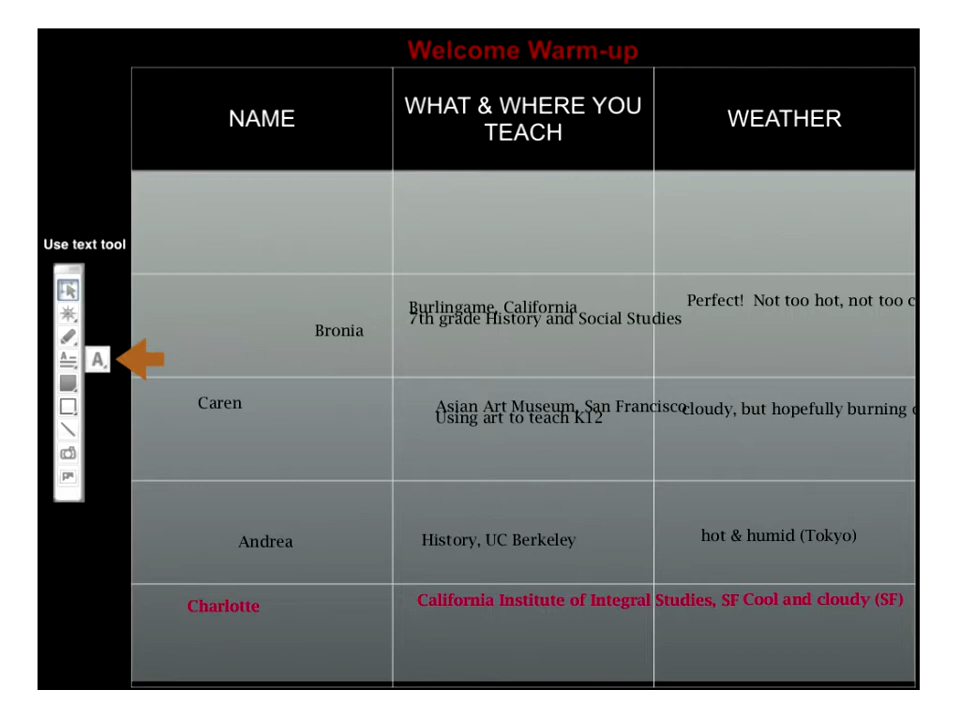 Welcome Warm-up
NAME
WHAT & WHERE YOU
TEACH
WEATHER
Use text tool
A
Bronia
Burlingame, California
7th grade History and Social Studies
Perfect! Not too hot, not too c
Caren
Asian Art Museum, San Francisco
Using art to teach K12
cloudy, but hopefully burning
Andrea
History, UC Berkeley
hot & humid (Tokyo)
Charlotte
California Institute of Integral Studies, SF
Cool and cloudy (SF)